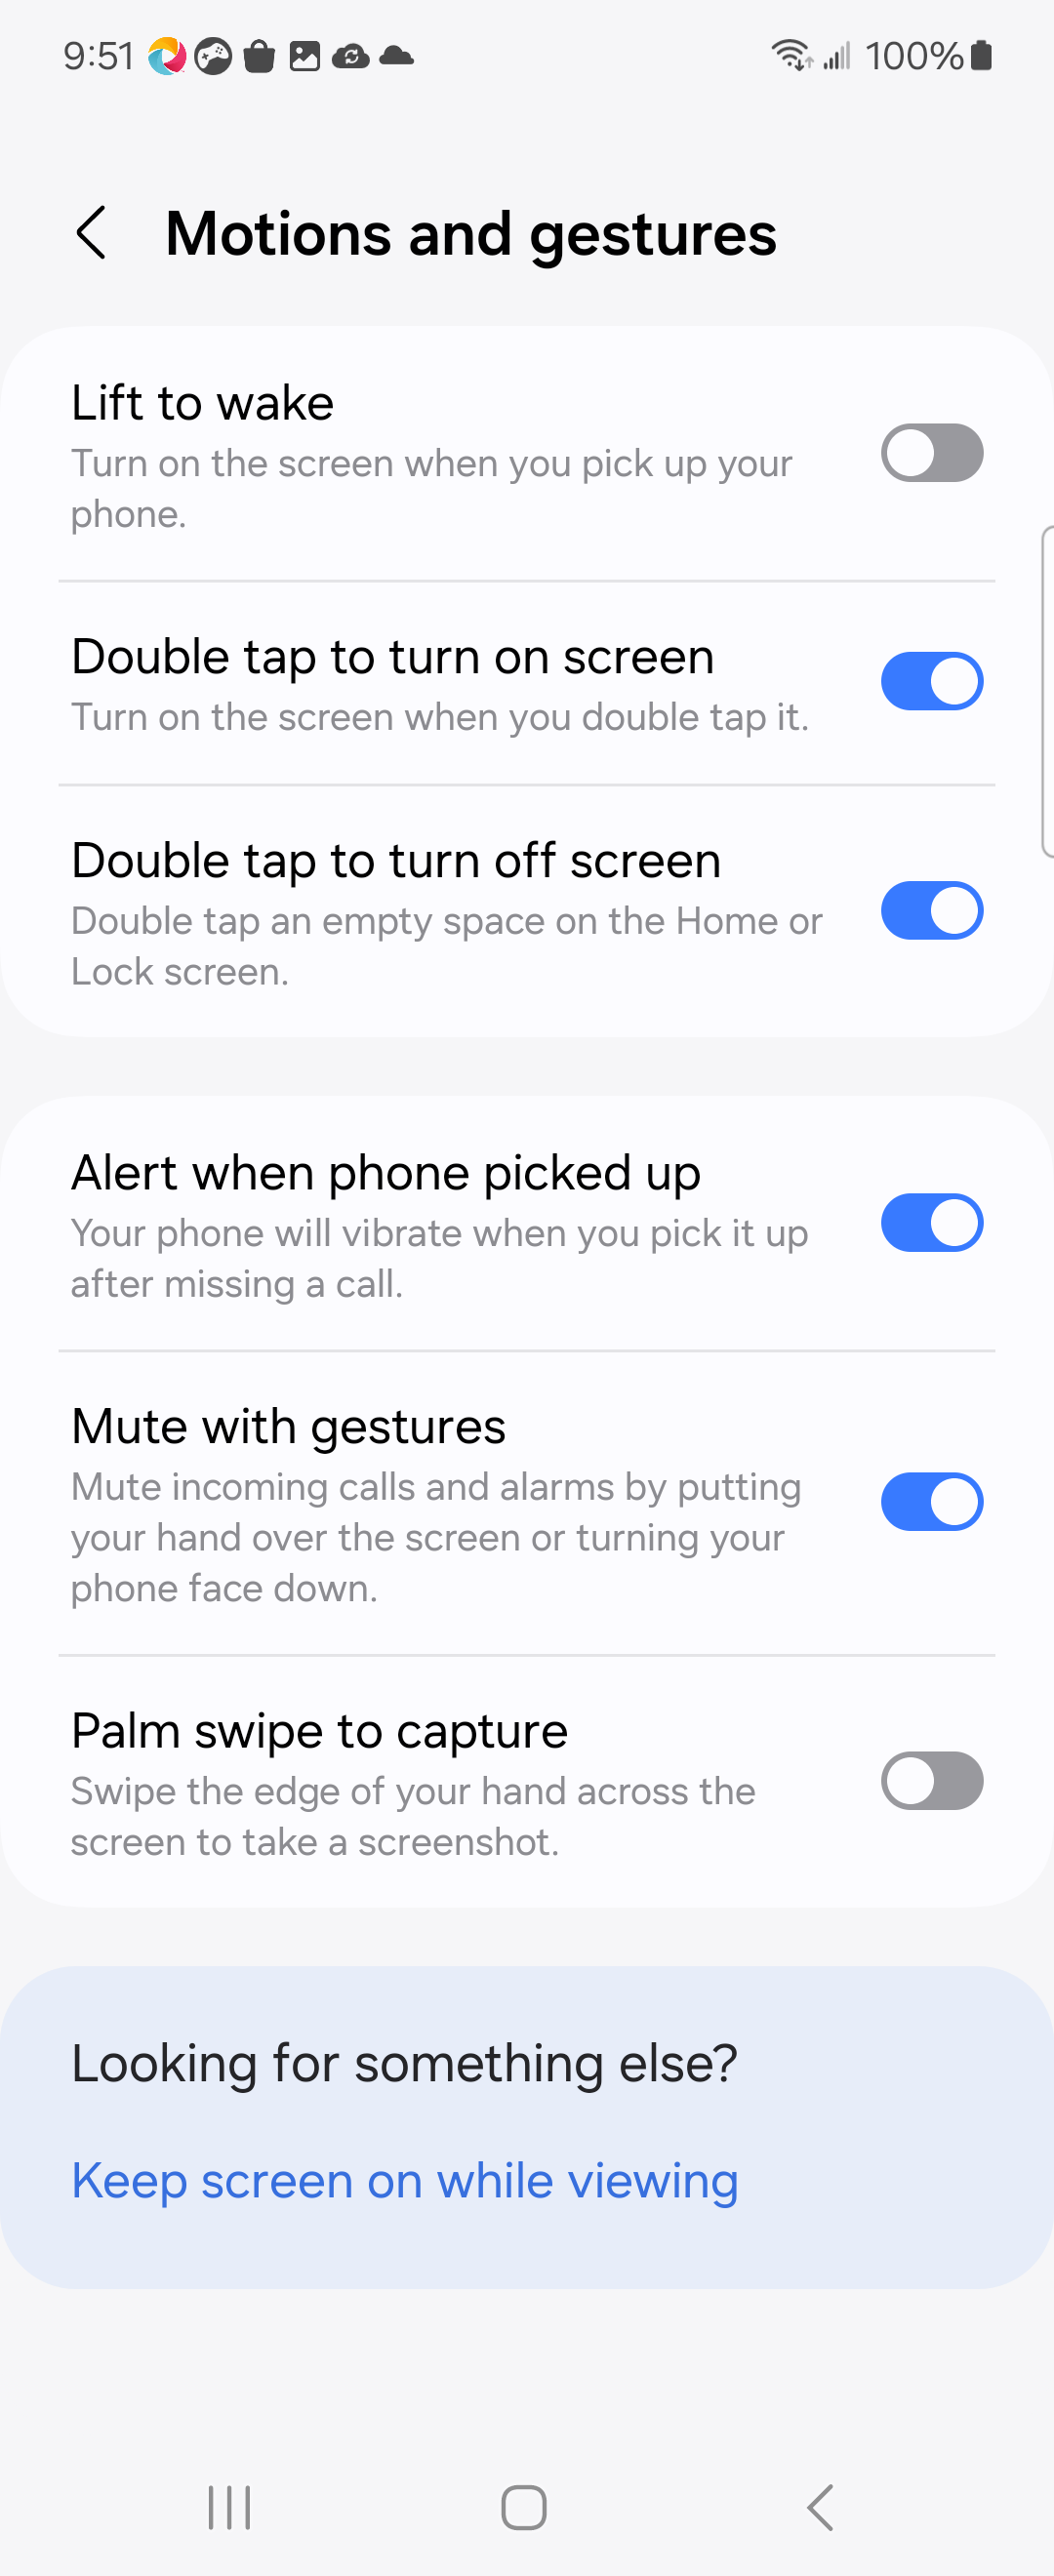 9:51
100%
Motions and gestures
Lift to wake
Turn on the screen when you pick up your
phone.
Double tap to turn on screen
Turn on the screen when you double tap it.
Double tap to turn off screen
Double tap an empty space on the Home or
Lock screen.
Alert when phone picked up
Your phone will vibrate when you pick it up
after missing a call.
Mute with gestures
Mute incoming calls and alarms by putting
your hand over the screen or turning your
phone face down.
Palm swipe to capture
Swipe the edge of your hand across the
screen to take a screenshot.
Looking for something else?
Keep screen on while viewing